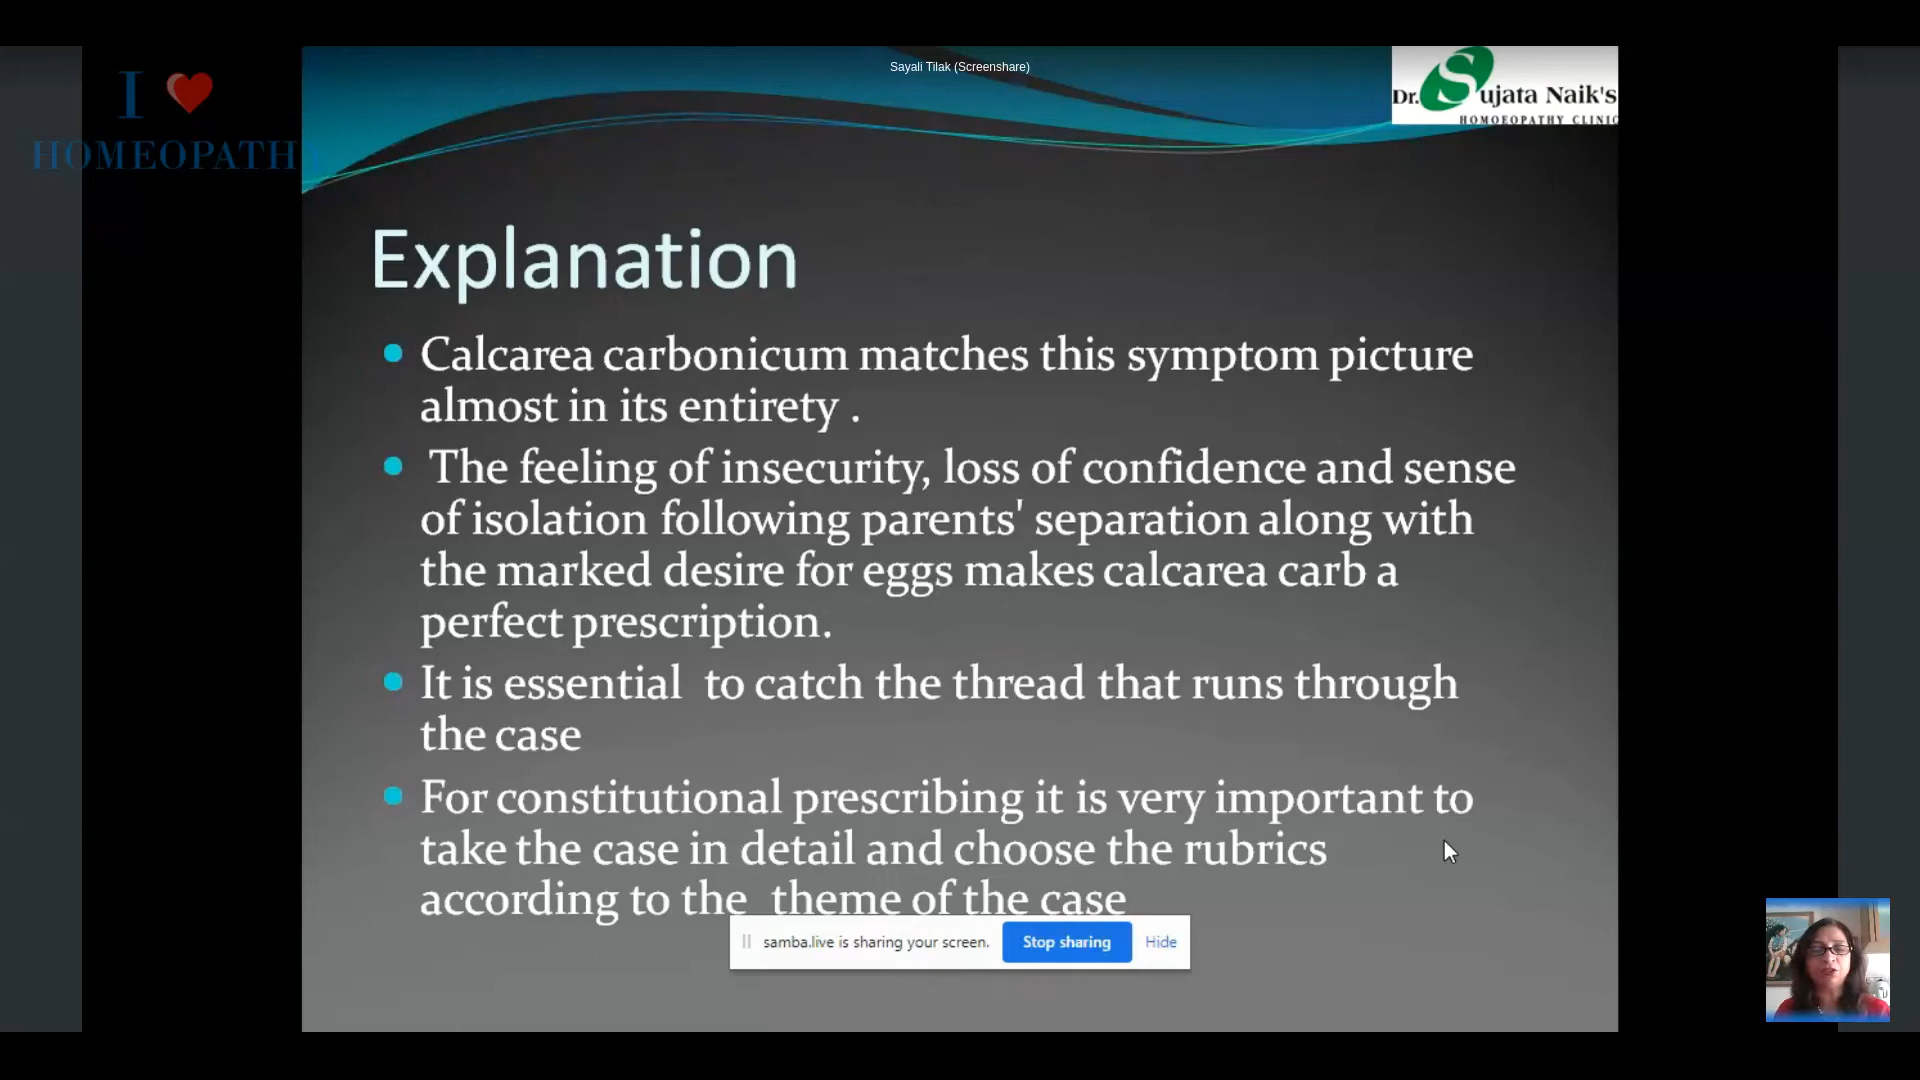 Sayali Tilak (Screenshare)
I
HOMEOPATH
Dr. Sujata Naik's
HOMOEOPATHY CLINIC
Explanation
Calcarea carbonicum matches this symptom picture
almost in its entirety .
The feeling of insecurity, loss of confidence and sense
of isolation following parents' separation along with
the marked desire for eggs makes calcarea carb a
perfect prescription.
It is essential to catch the thread that runs through
the case
For constitutional prescribing it is very important to
take the case in detail and choose the rubrics
according to the theme of the case
samba.live is sharing your screen. Stop sharing Hide